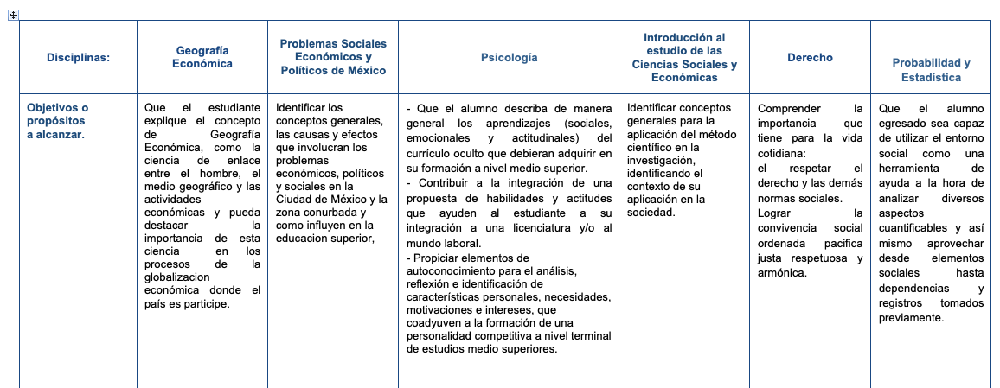 Disciplinas:
Geografía
Económica
Problemas Sociales
Económicos y
Políticos de México
Psicología
Introducción al
estudio de las
Ciencias Sociales y
Económicas
Derecho
Probabilidad y
Estadística
Objetivos o
propósitos
a alcanzar.
Que el estudiante
explique el concepto
de Geografía
Económica, como la
ciencia de enlace
entre el hombre, el
medio geográfico y las
actividades
económicas y pueda
destacar la
importancia de esta
ciencia en los
procesos de la
globalizacion
económica donde el
país es participe.
Identificar los
conceptos generales,
las causas y efectos
que involucran los
problemas
económicos, políticos
y sociales en la
Ciudad de México y la
zona conurbada y
como influyen en la
educacion superior,
- Que el alumno describa de manera
general los aprendizajes (sociales,
emocionales y actitudinales) del
currículo oculto que debieran adquirir en
su formación a nivel medio superior.
- Contribuir a la integración de una
propuesta de habilidades y actitudes
que ayuden al estudiante a su
integración a una licenciatura y/o al
mundo laboral.
- Propiciar elementos de
autoconocimiento para el análisis,
reflexión e identificación de
características personales, necesidades,
motivaciones e intereses, que
coadyuven a la formación de una
personalidad competitiva a nivel terminal
de estudios medio superiores.
Identificar conceptos
generales para la
aplicación del método
científico en la
investigación,
identificando el
contexto de su
aplicación en la
sociedad.
Comprender la
importancia que
tiene para la vida
cotidiana:
el respetar el
derecho y las demás
normas sociales.
Lograr la
convivencia social
ordenada pacifica
justa respetuosa y
armónica.
Que el alumno
egresado sea capaz
de utilizar el entorno
social como una
herramienta de
ayuda a la hora de
analizar diversos
aspectos
cuantificables y así
mismo aprovechar
desde elementos
sociales hasta
dependencias y
registros tomados
previamente.